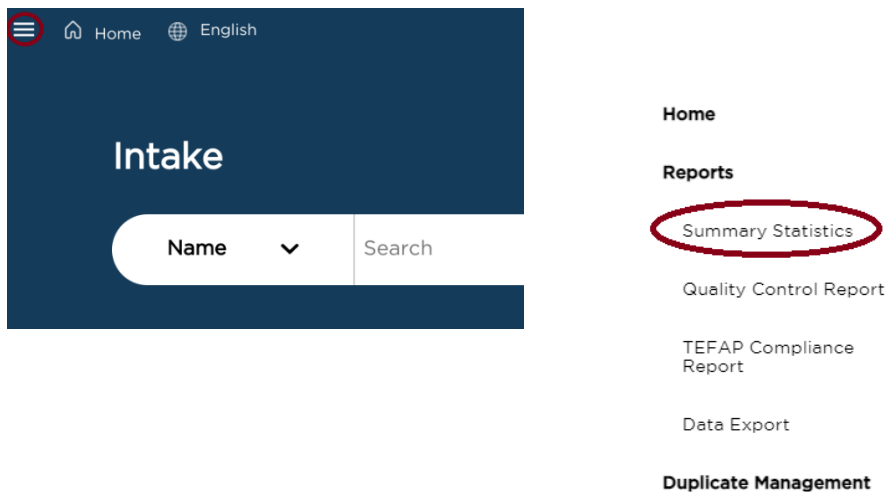 Home English
Intake
Name Search
Home
Reports
Summary Statistics
Quality Control Report
TEFAP Compliance
Report
Data Export
Duplicate Management